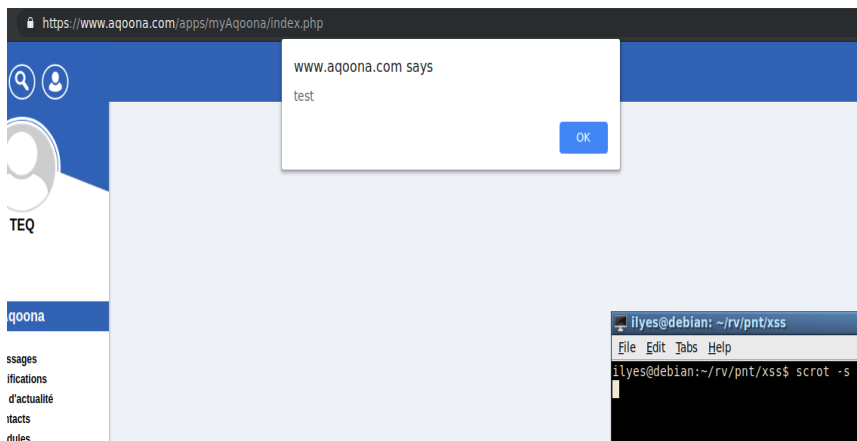 https://www.aqoona.com/apps/myAqoona/index.php
www.aqoona.com says
test
OK
TEQ
qoona
ssages
ifications
d'actualité
ntacts
dules
ilyes@debian: ~/rv/pnt/xss
File Edit Tabs Help
ilyes@debian:~/rv/pnt/xss$ scrot -s